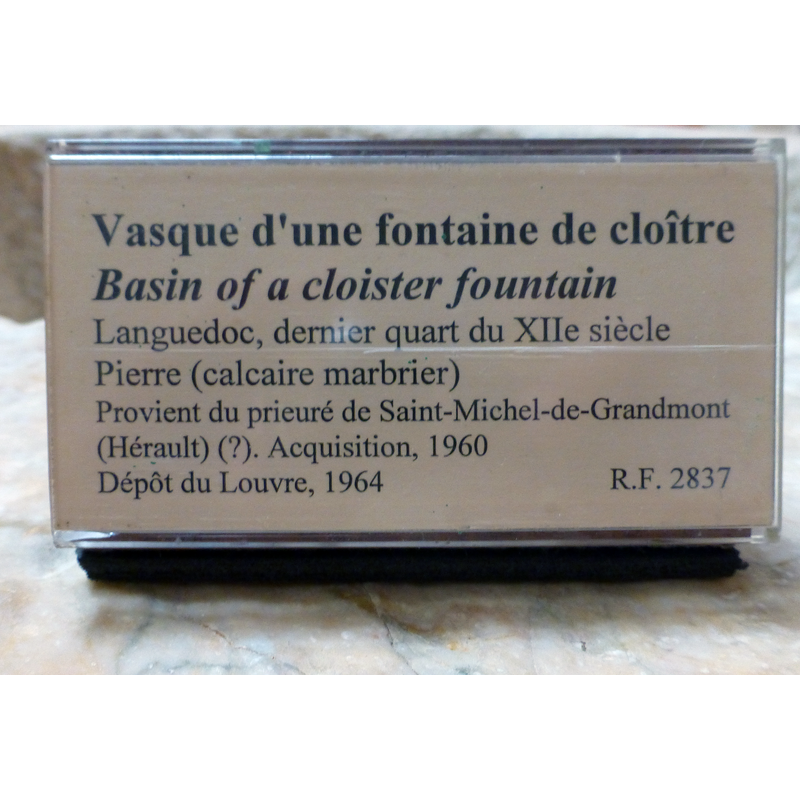 Vasque d'une fontaine de cloître
Basin of a cloister fountain
Languedoc, dernier quart du XIIe siècle
Pierre (calcaire marbrier)
Provient du prieuré de Saint-Michel-de-Grandmont
(Hérault) (?). Acquisition, 1960
Dépôt du Louvre, 1964 R.F. 2837